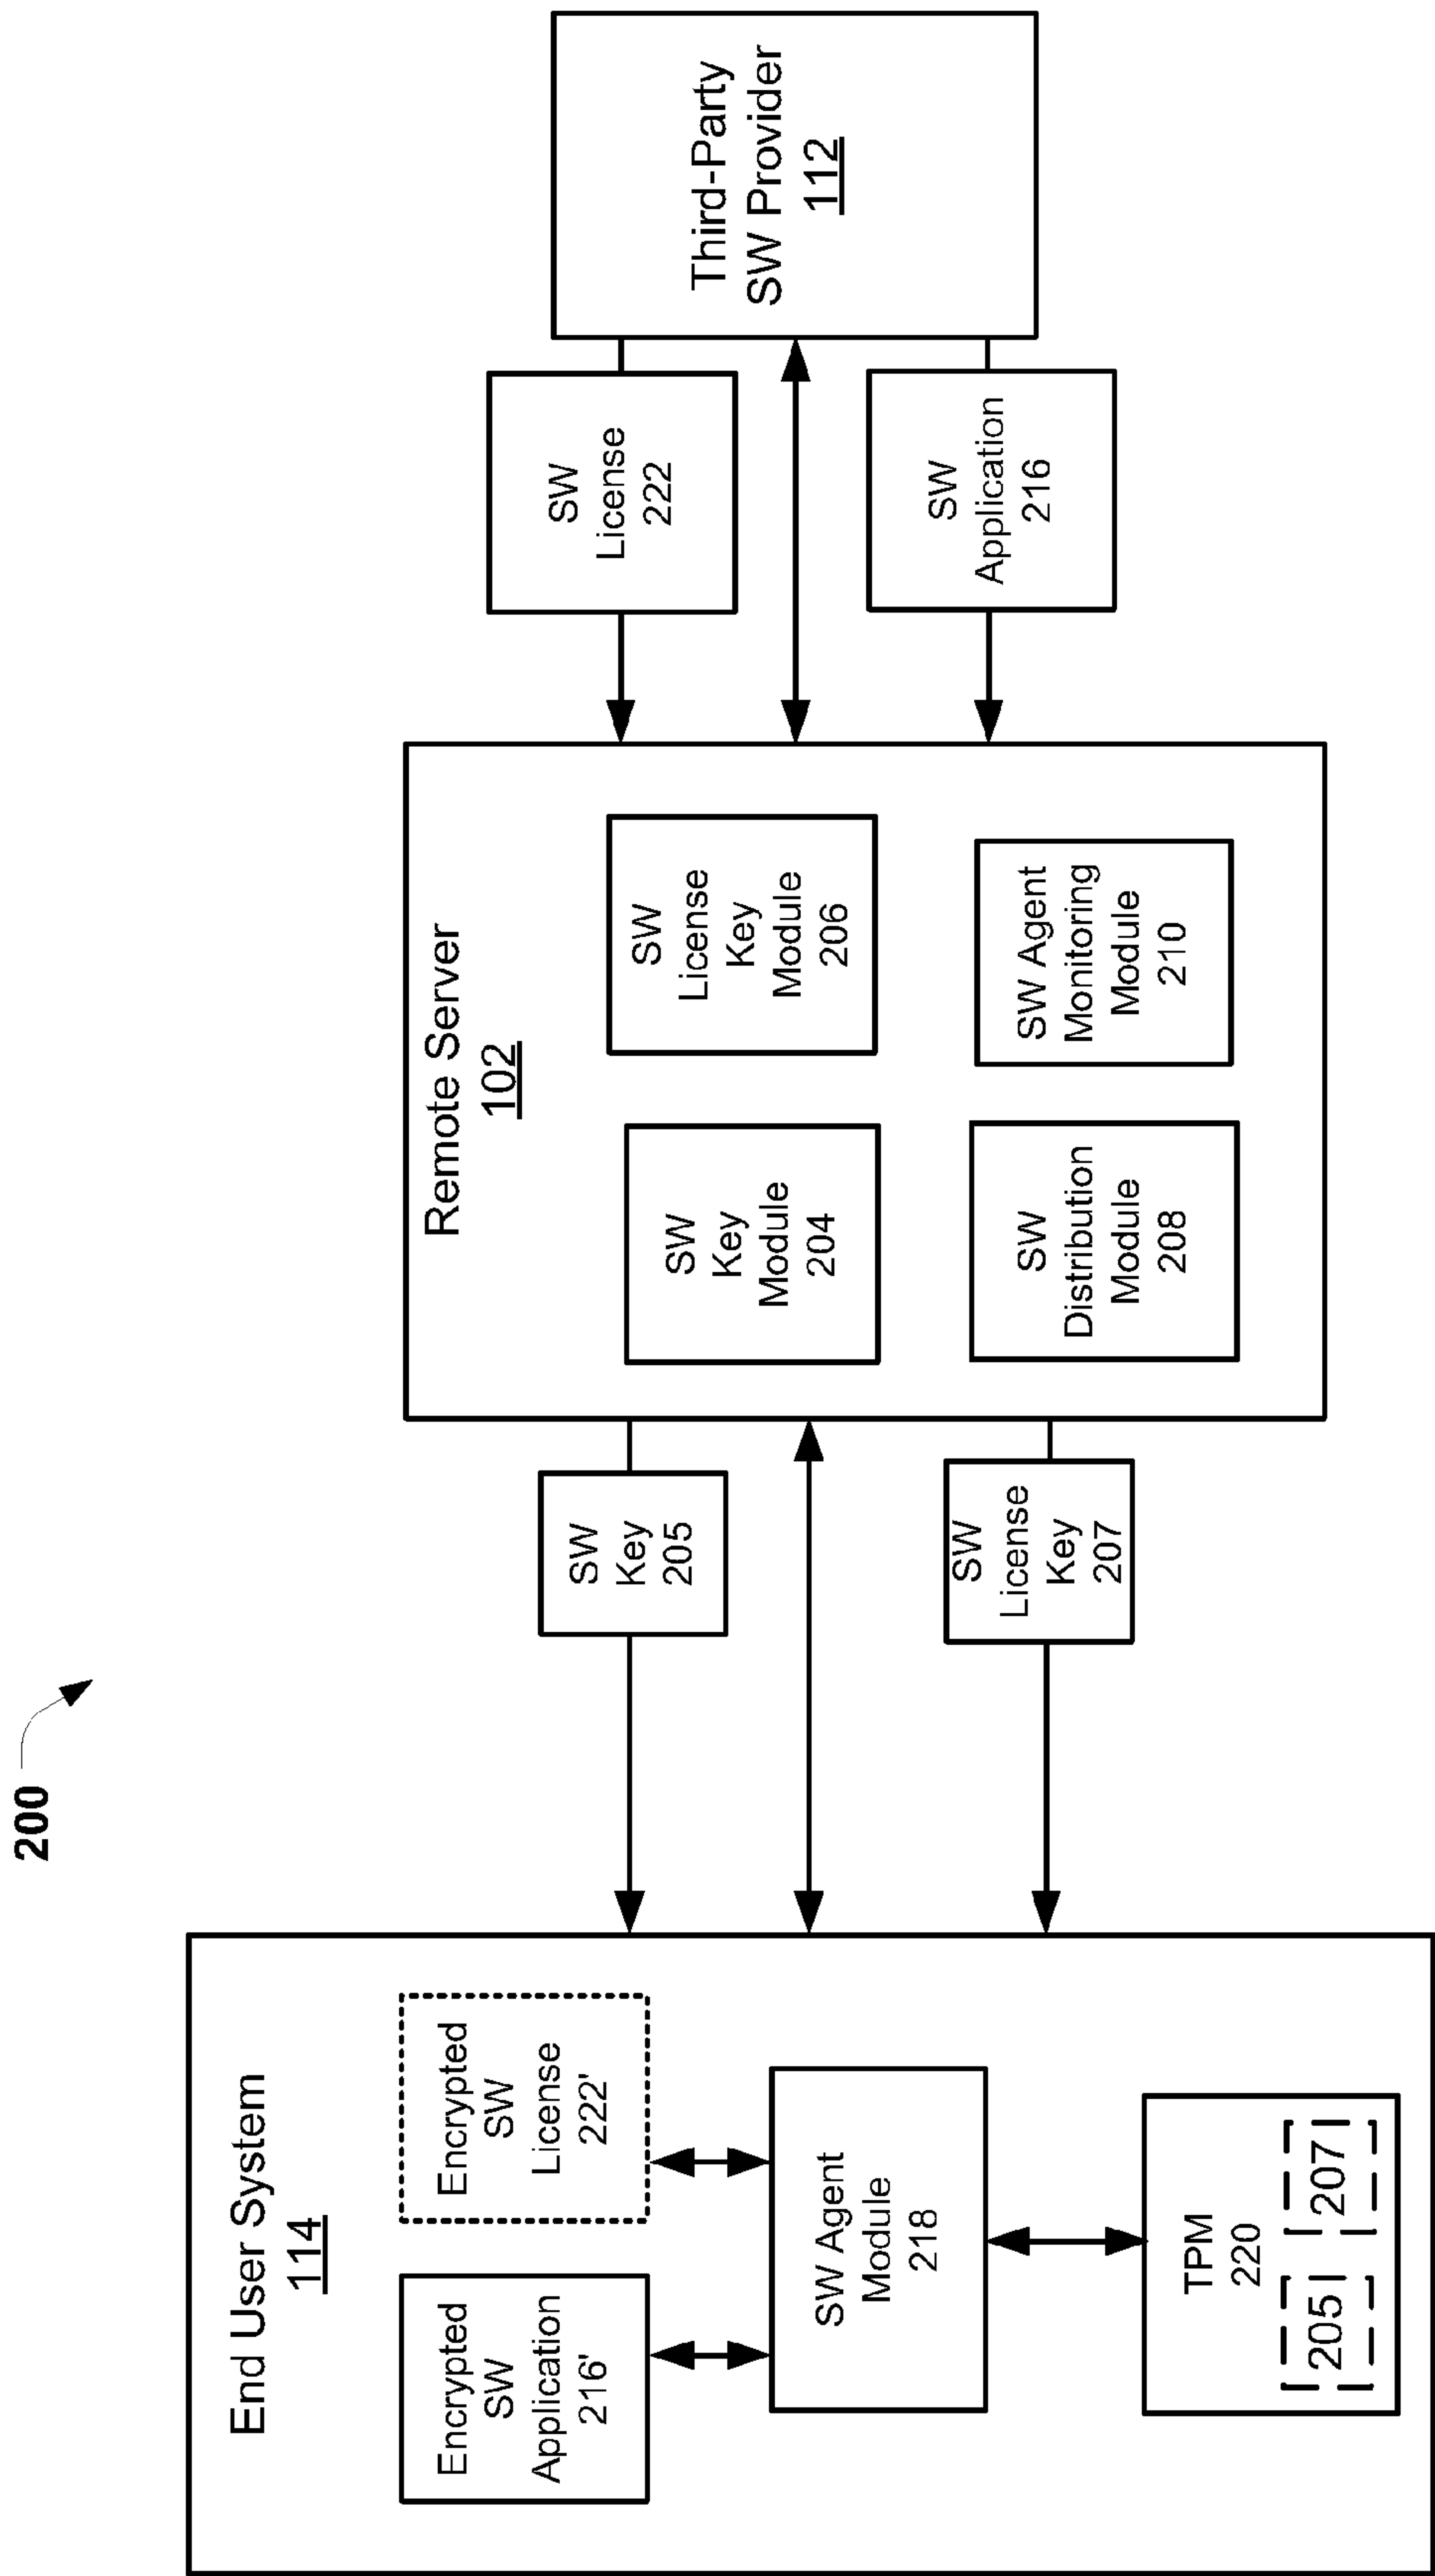 200
End User System
114
Encrypted
SW
Application
216'
Encrypted
SW
License
222'
SW Agent
Module
218
TPM
220
205
207
SW
Key
205
SW
License
Key
207
Remote Server
102
SW
Key
Module
204
SW
License
Key
Module
206
SW
Distribution
Module
208
SW Agent
Monitoring
Module
210
SW
License
222
SW
Application
216
Third-Party
SW Provider
112